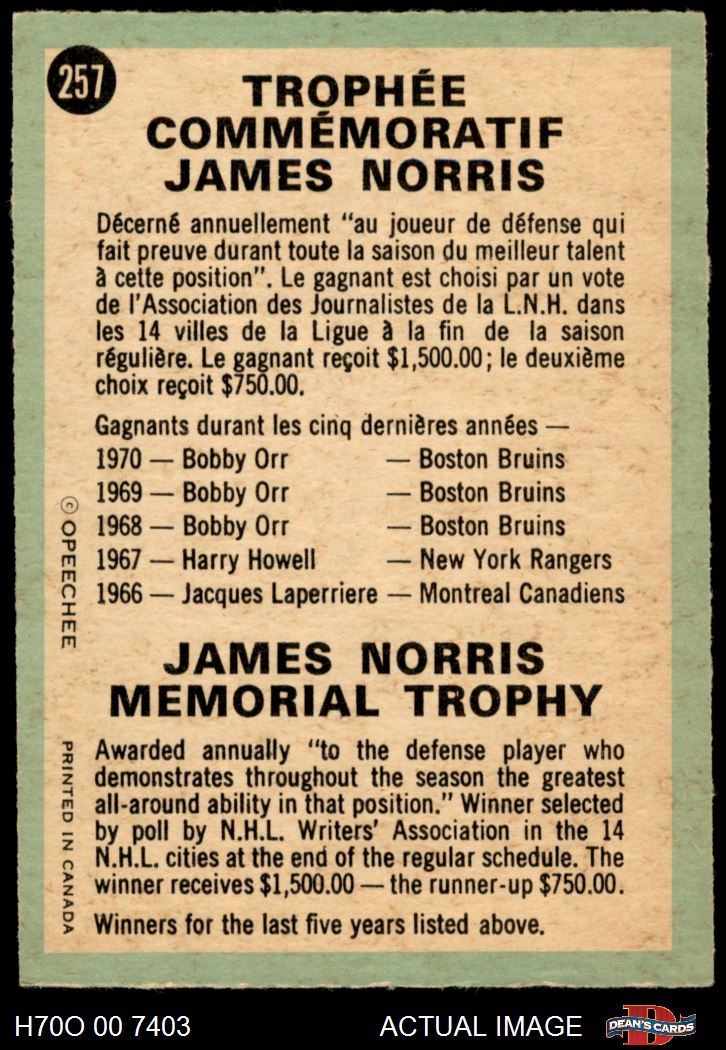 257
TROPHÉE
COMMÉMORATIF
JAMES NORRIS
Décerné annuellement "au joueur de défense qui
fait preuve durant toute la saison du meilleur talent
à cette position". Le gagnant est choisi par un vote
de l'Association des Journalistes de la L.N.H. dans
les 14 villes de la Ligue à la fin de la saison
régulière. Le gagnant reçoit $1,500.00; le deuxième
choix reçoit $750.00.
Gagnants durant les cinq dernières années —
1970 — Bobby Orr — Boston Bruins
1969 — Bobby Orr — Boston Bruins
1968 — Bobby Orr — Boston Bruins
1967 — Harry Howell — New York Rangers
1966 — Jacques Laperriere — Montreal Canadiens
© OPEECHEE
JAMES NORRIS
MEMORIAL TROPHY
Awarded annually "to the defense player who
demonstrates throughout the season the greatest
all-around ability in that position." Winner selected
by poll by N.H.L. Writers' Association in the 14
N.H.L. cities at the end of the regular schedule. The
winner receives $1,500.00 — the runner-up $750.00.
Winners for the last five years listed above.
PRINTED IN CANADA
H70O 00 7403
ACTUAL IMAGE
D
DEAN'S CARDS